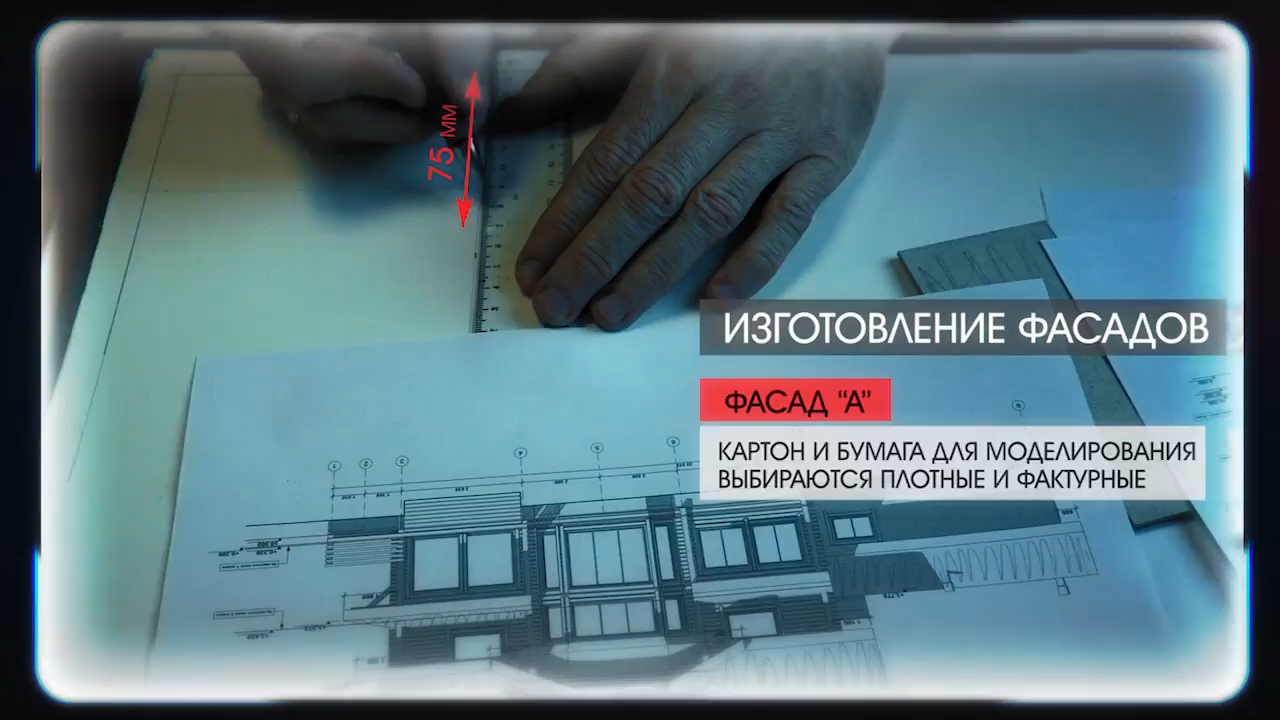 75 мм
ИЗГОТОВЛЕНИЕ ФАСАДОВ
ФАСАД “А”
КАРТОН И БУМАГА ДЛЯ МОДЕЛИРОВАНИЯ
ВЫБИРАЮТСЯ ПЛОТНЫЕ И ФАКТУРНЫЕ